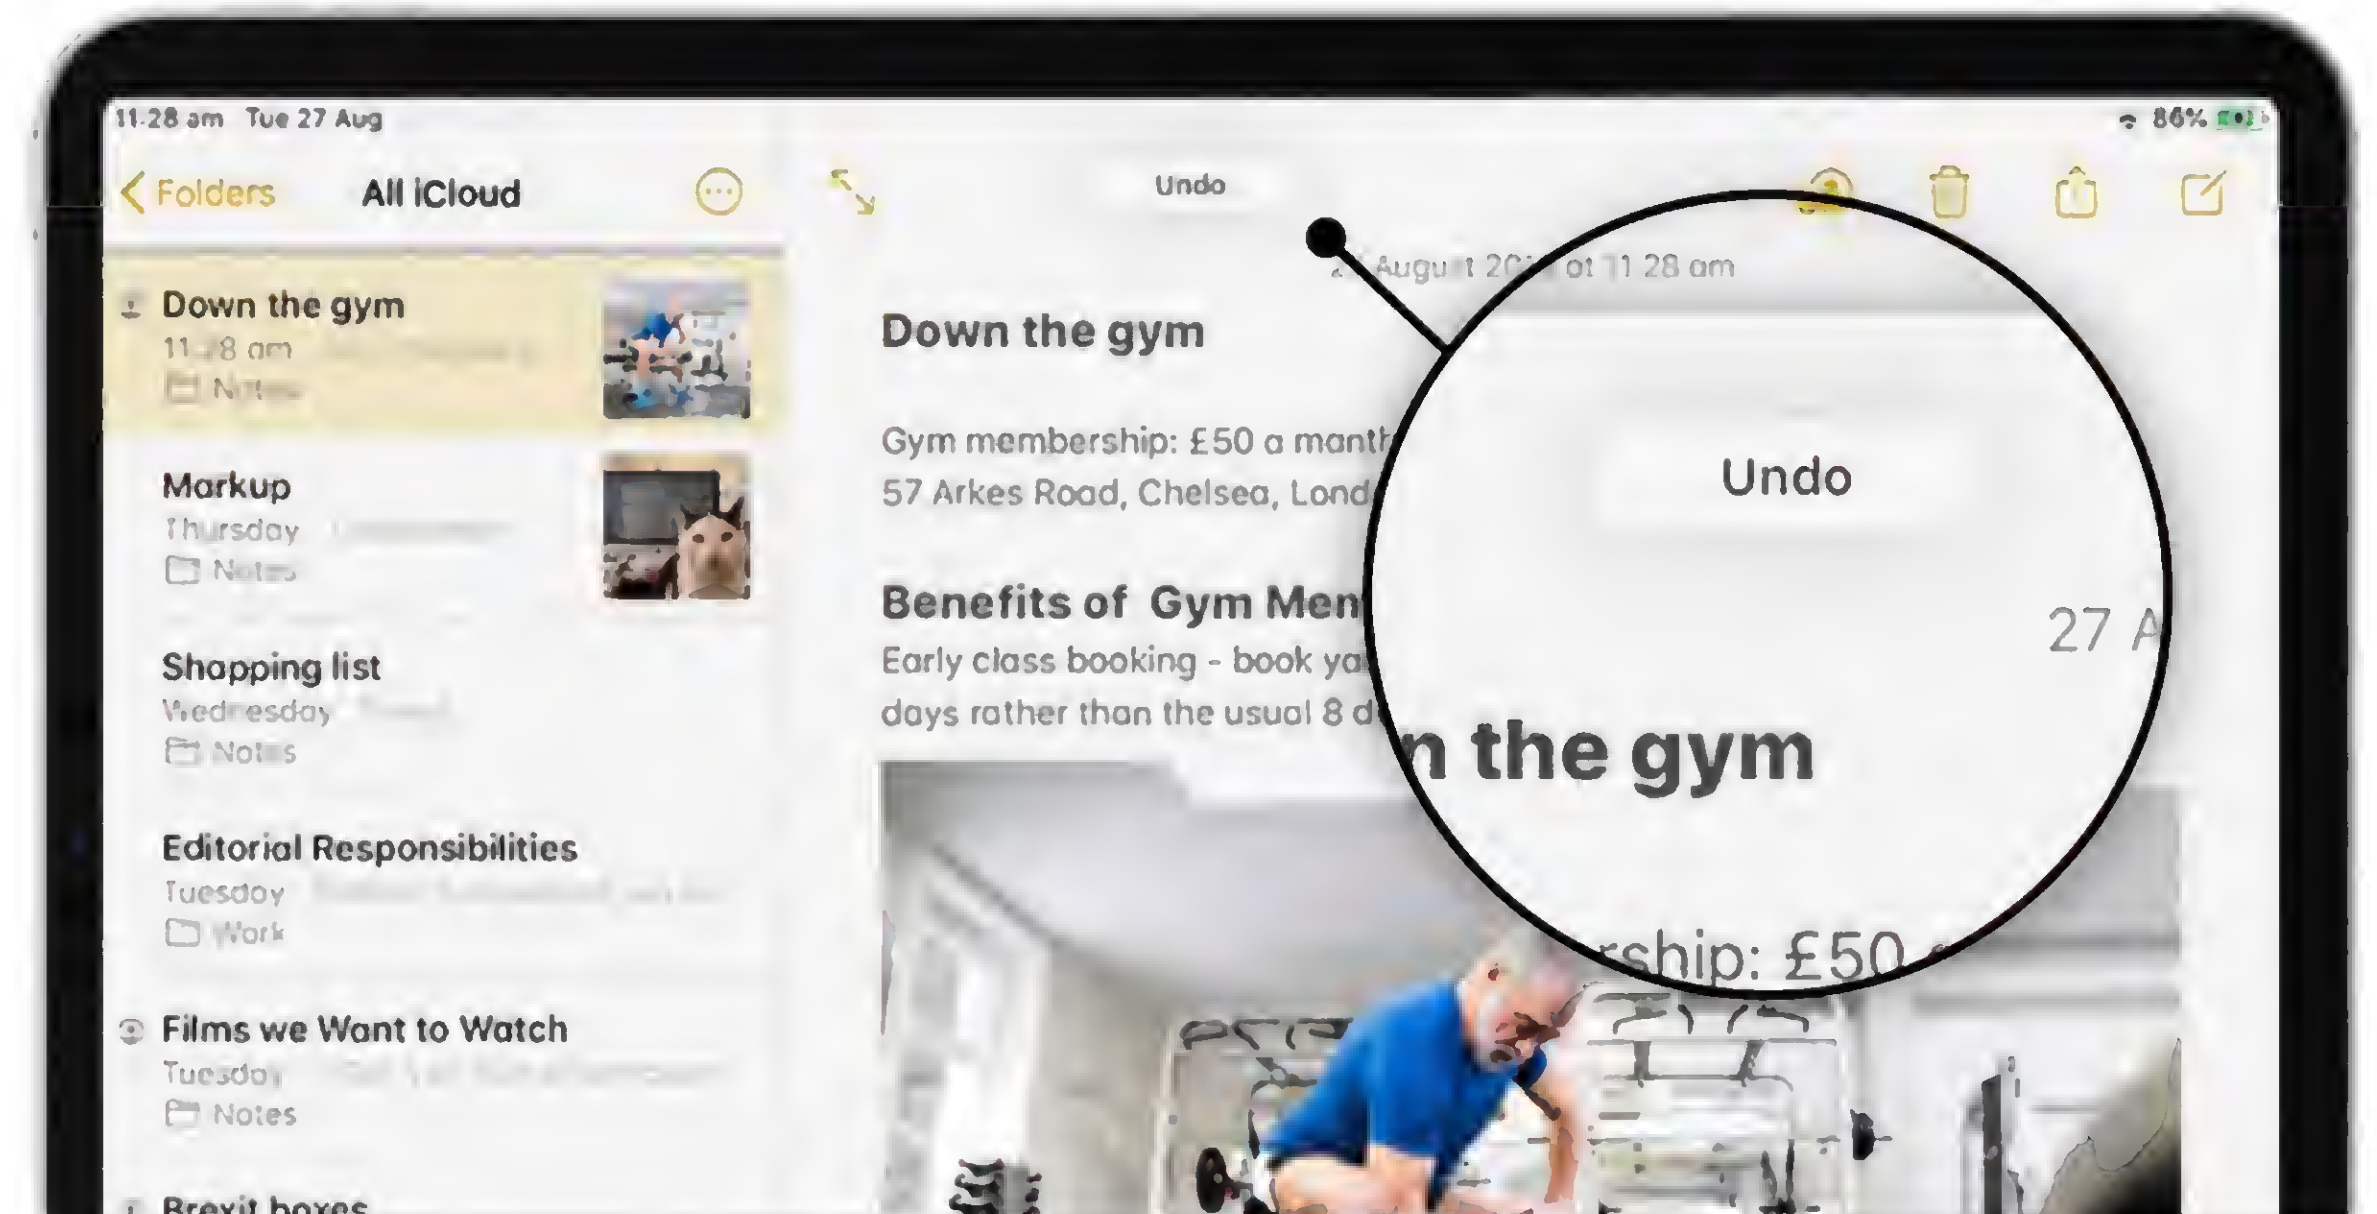 11.28 am Tue 27 Aug
86%
Folders
All iCloud
Undo
August at 11 28 am
Down the gym
11 28 am
Notes
Markup
Thursday
Notes
Shopping list
Wednesday
Notes
Editorial Responsibilities
Tuesday
Work
Films we Want to Watch
Tuesday
Notes
Brexit boxes
Down the gym
Gym membership: £50 a month
57 Arkes Road, Chelsea, Lond
Benefits of Gym Mem
Early class booking - book
days rather than the usual 8 d
Undo
27 A
n the gym
rship: £50